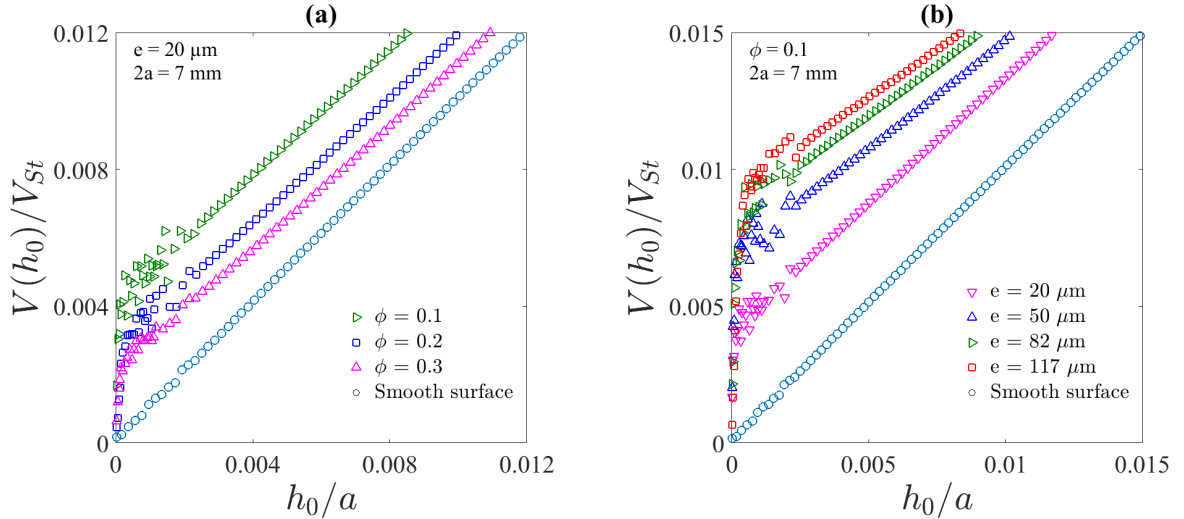 (a)
V(h₀)/V_St
0.012
0.008
0.004
0
e = 20 μm
2a = 7 mm
ϕ = 0.1
ϕ = 0.2
ϕ = 0.3
Smooth surface
0
0.004
0.008
0.012
h₀/a
(b)
V(h₀)/V_St
0.015
0.01
0.005
0
ϕ = 0.1
2a = 7 mm
e = 20 μm
e = 50 μm
e = 82 μm
e = 117 μm
Smooth surface
0
0.005
0.01
0.015
h₀/a